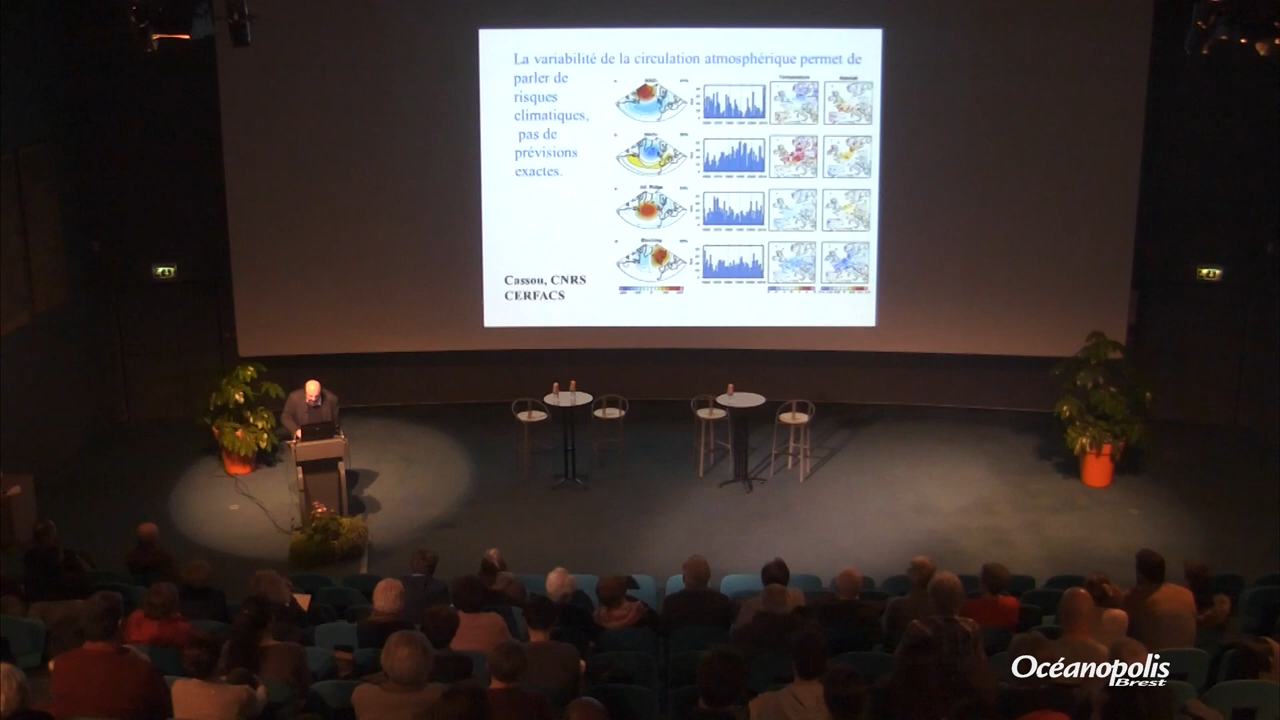 La variabilité de la circulation atmosphérique permet de
parler de
risques
climatiques,
pas de
prévisions
exactes.
Cassou, CNRS
CERFACS
Océanopolis
Brest